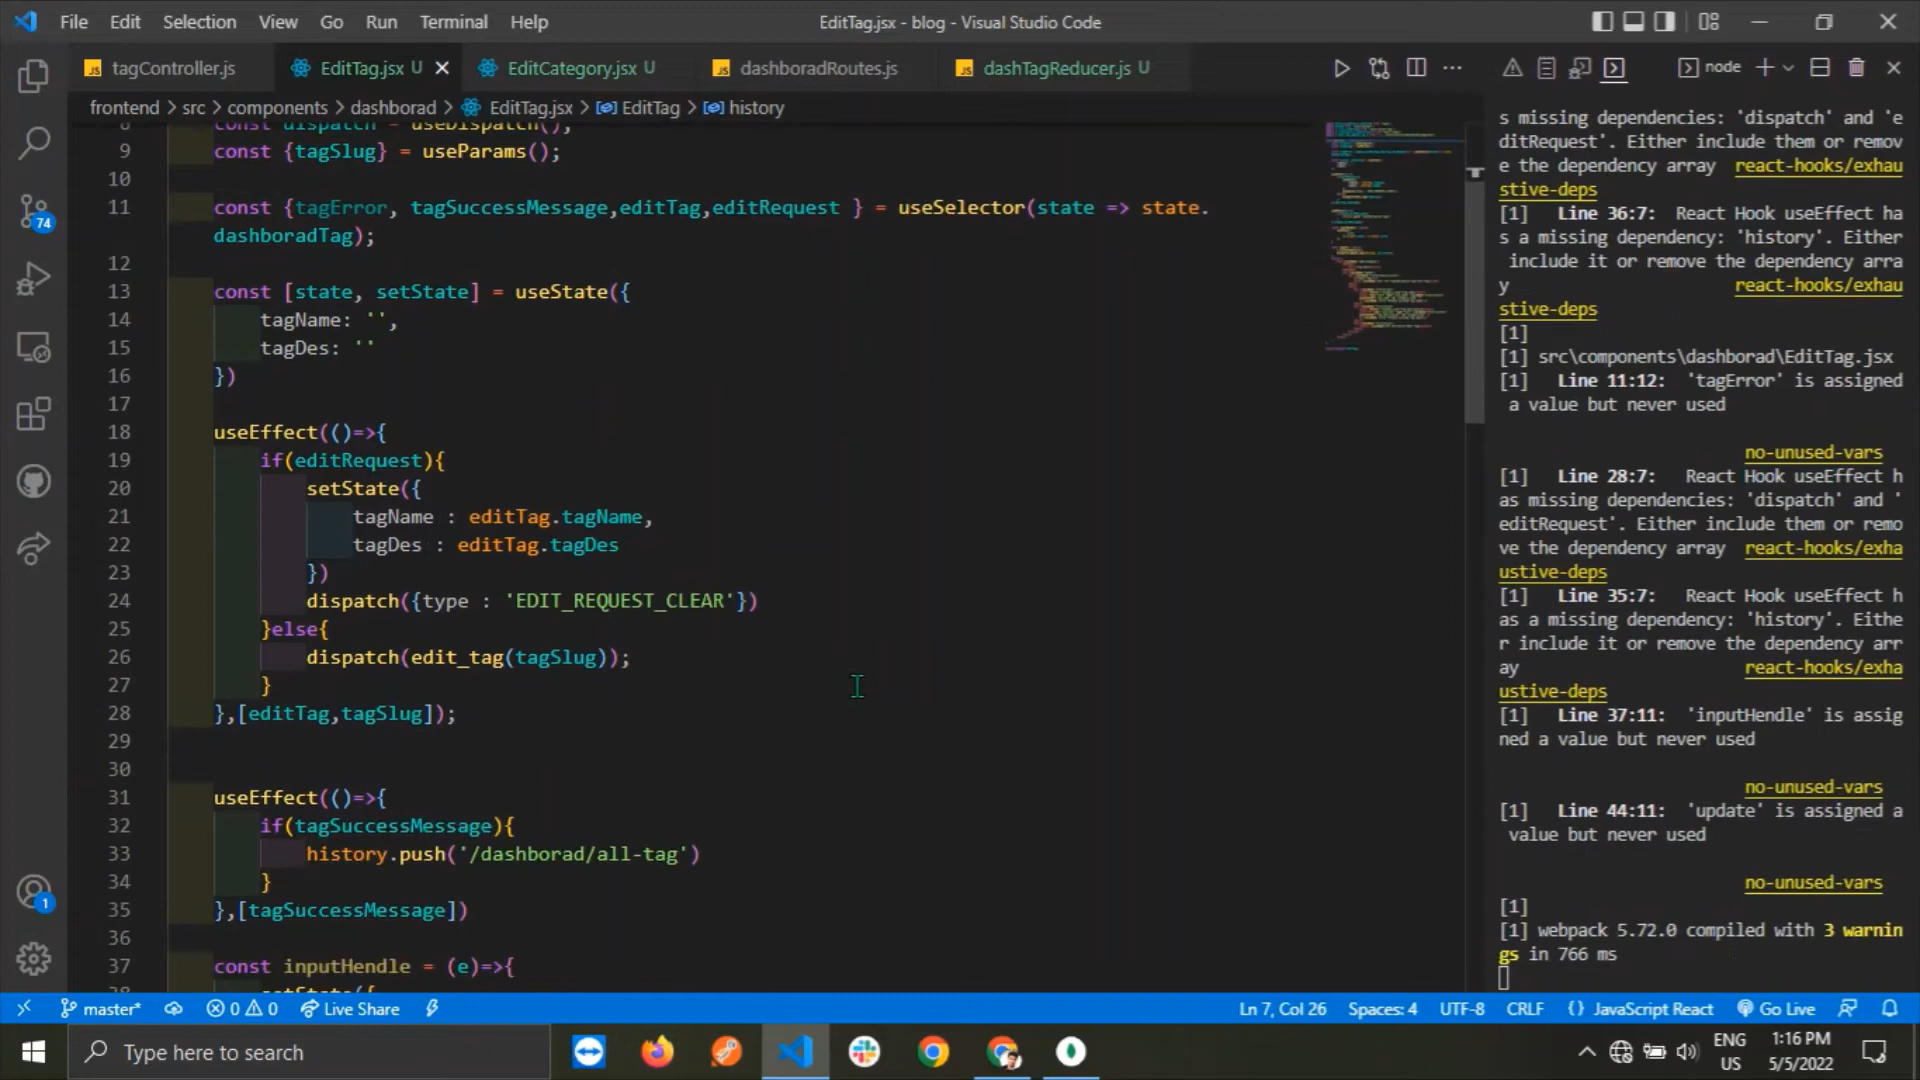 File Edit Selection View Go Run Terminal Help
EditTag.jsx - blog - Visual Studio Code
tagController.js
EditTag.jsx U
EditCategory.jsx U
dashboradRoutes.js
dashTagReducer.js U
node
frontend > src > components > dashborad > EditTag.jsx > EditTag > history
8 const dispatch = useDispatch();
9 const {tagSlug} = useParams();
10
11 const {tagError, tagSuccessMessage,editTag,editRequest } = useSelector(state => state.
dashboradTag);
12
13 const [state, setState] = useState({
14 tagName: '',
15 tagDes: ''
16 })
17
18 useEffect(()=>{
19 if(editRequest){
20 setState({
21 tagName : editTag.tagName,
22 tagDes : editTag.tagDes
23 })
24 dispatch({type : 'EDIT_REQUEST_CLEAR'})
25 }else{
26 dispatch(edit_tag(tagSlug));
27 }
28 },[editTag,tagSlug]);
29
30
31 useEffect(()=>{
32 if(tagSuccessMessage){
33 history.push('/dashborad/all-tag')
34 }
35 },[tagSuccessMessage])
36
37 const inputHendle = (e)=>{
38 setState({
s missing dependencies: 'dispatch' and 'e
ditRequest'. Either include them or remov
e the dependency array react-hooks/exhau
stive-deps
[1] Line 36:7: React Hook useEffect ha
s a missing dependency: 'history'. Either
include it or remove the dependency arra
y react-hooks/exhau
stive-deps
[1]
[1] src\components\dashborad\EditTag.jsx
[1] Line 11:12: 'tagError' is assigned
a value but never used
no-unused-vars
[1] Line 28:7: React Hook useEffect h
as missing dependencies: 'dispatch' and '
editRequest'. Either include them or remo
ve the dependency array react-hooks/exha
ustive-deps
[1] Line 35:7: React Hook useEffect h
as a missing dependency: 'history'. Eithe
r include it or remove the dependency arr
ay react-hooks/exha
ustive-deps
[1] Line 37:11: 'inputHendle' is assig
ned a value but never used
no-unused-vars
[1] Line 44:11: 'update' is assigned a
value but never used
no-unused-vars
[1]
[1] webpack 5.72.0 compiled with 3 warnin
gs in 766 ms
74
1
master* 0 0 Live Share
Ln 7, Col 26 Spaces: 4 UTF-8 CRLF {} JavaScript React Go Live
Type here to search
ENG
US
1:16 PM
5/5/2022